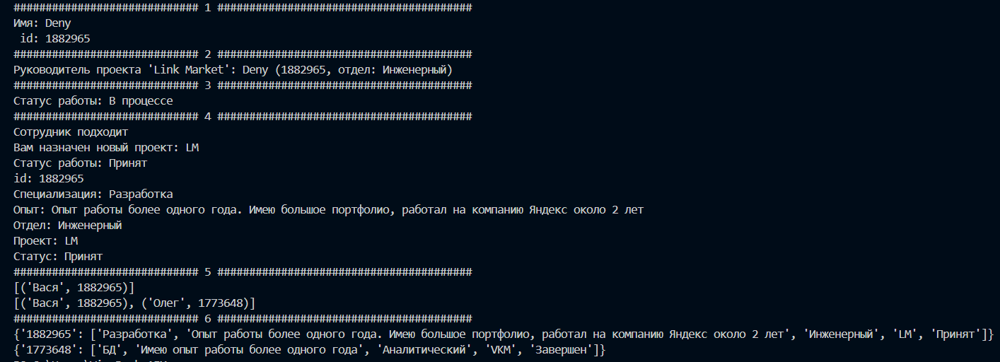 ############################# 1 ########################################
Имя: Deny
 id: 1882965
############################# 2 ########################################
Руководитель проекта 'Link Market': Deny (1882965, отдел: Инженерный)
############################# 3 ########################################
Статус работы: В процессе
############################# 4 ########################################
Сотрудник подходит
Вам назначен новый проект: LM
Статус работы: Принят
id: 1882965
Специализация: Разработка
Опыт: Опыт работы более одного года. Имею большое портфолио, работал на компанию Яндекс около 2 лет
Отдел: Инженерный
Проект: LM
Статус: Принят
############################# 5 ########################################
[('Вася', 1882965)]
[('Вася', 1882965), ('Олег', 1773648)]
############################# 6 ########################################
{'1882965': ['Разработка', 'Опыт работы более одного года. Имею большое портфолио, работал на компанию Яндекс около 2 лет', 'Инженерный', 'LM', 'Принят']}
{'1773648': ['БД', 'Имею опыт работы более одного года', 'Аналитический', 'VKM', 'Завершен']}